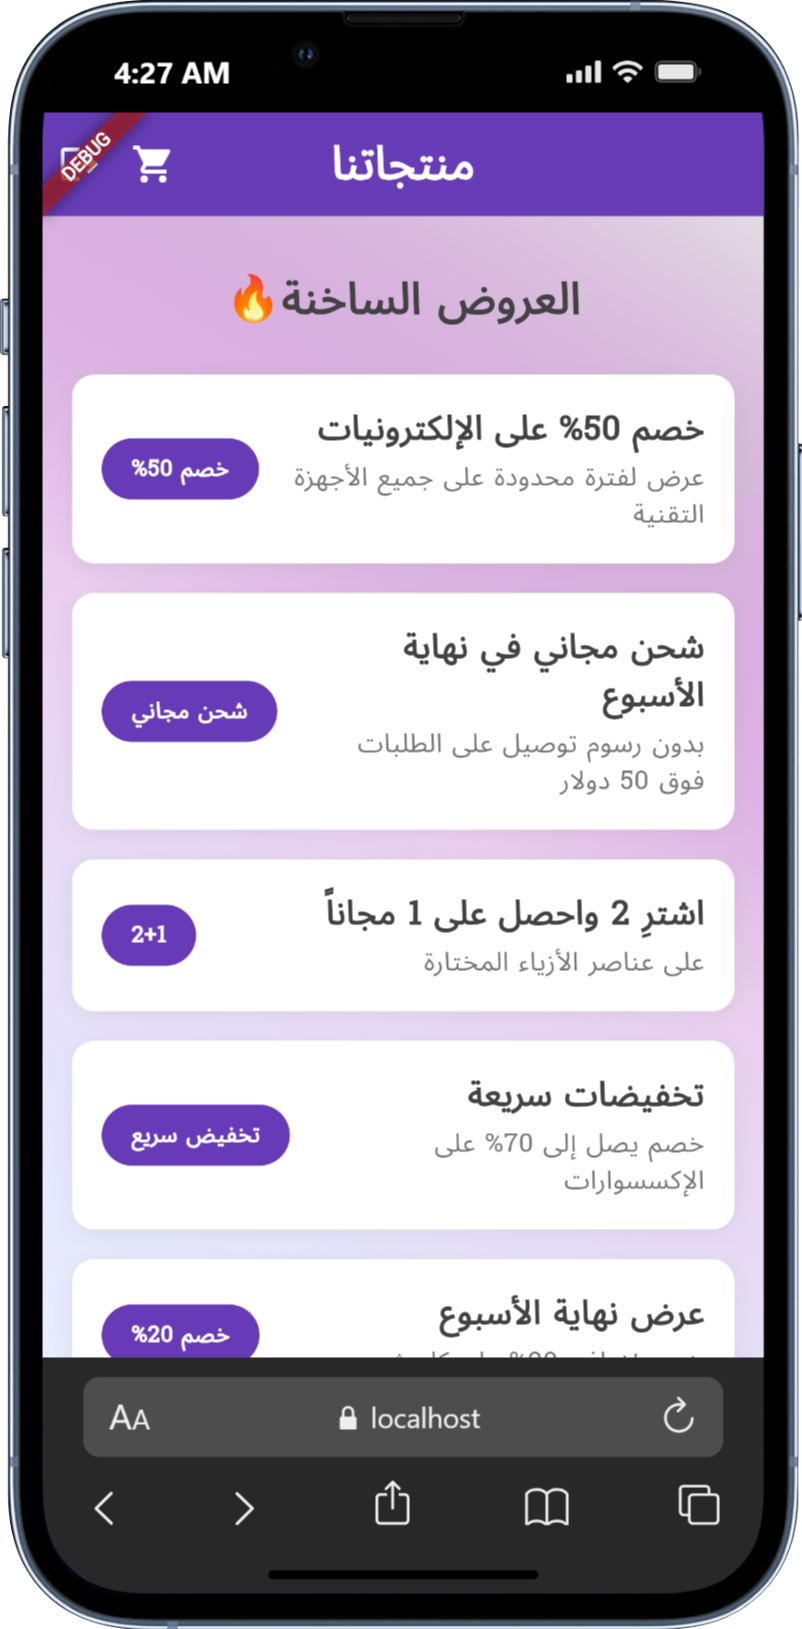 4:27 AM
DEBUG
منتجاتنا
العروض الساخنة🔥
خصم 50% على الإلكترونيات
عرض لفترة محدودة على جميع الأجهزة
التقنية
خصم 50%
شحن مجاني في نهاية
الأسبوع
بدون رسوم توصيل على الطلبات
فوق 50 دولار
شحن مجاني
اشترِ 2 واحصل على 1 مجاناً
على عناصر الأزياء المختارة
2+1
تخفيضات سريعة
خصم يصل إلى 70% على
الإكسسوارات
تخفيض سريع
عرض نهاية الأسبوع
خصم 20%
AA
localhost